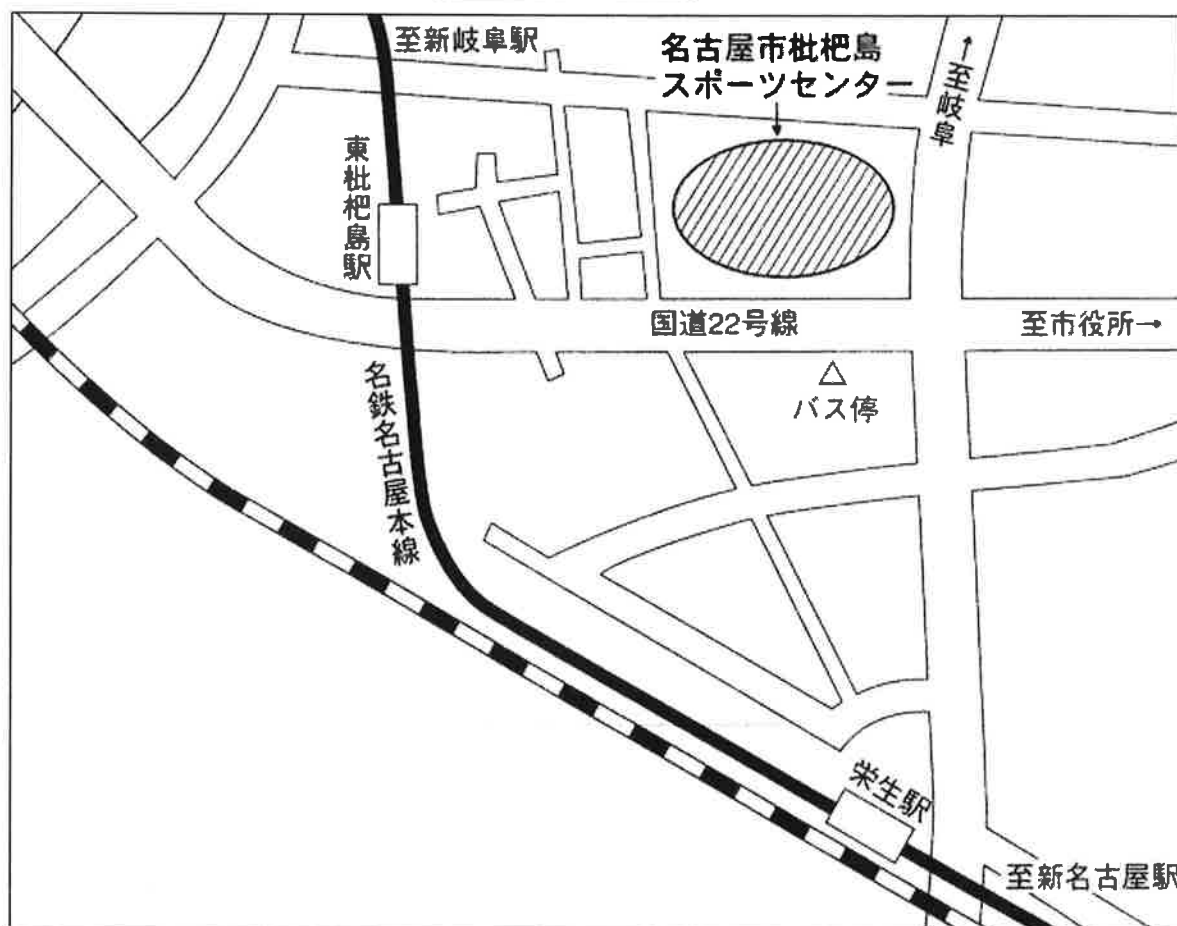 至新岐阜駅
名古屋市枇杷島
スポーツセンター
↑至岐阜
東枇杷島駅
国道22号線
至市役所→
△
バス停
名鉄名古屋本線
栄生駅
至新名古屋駅